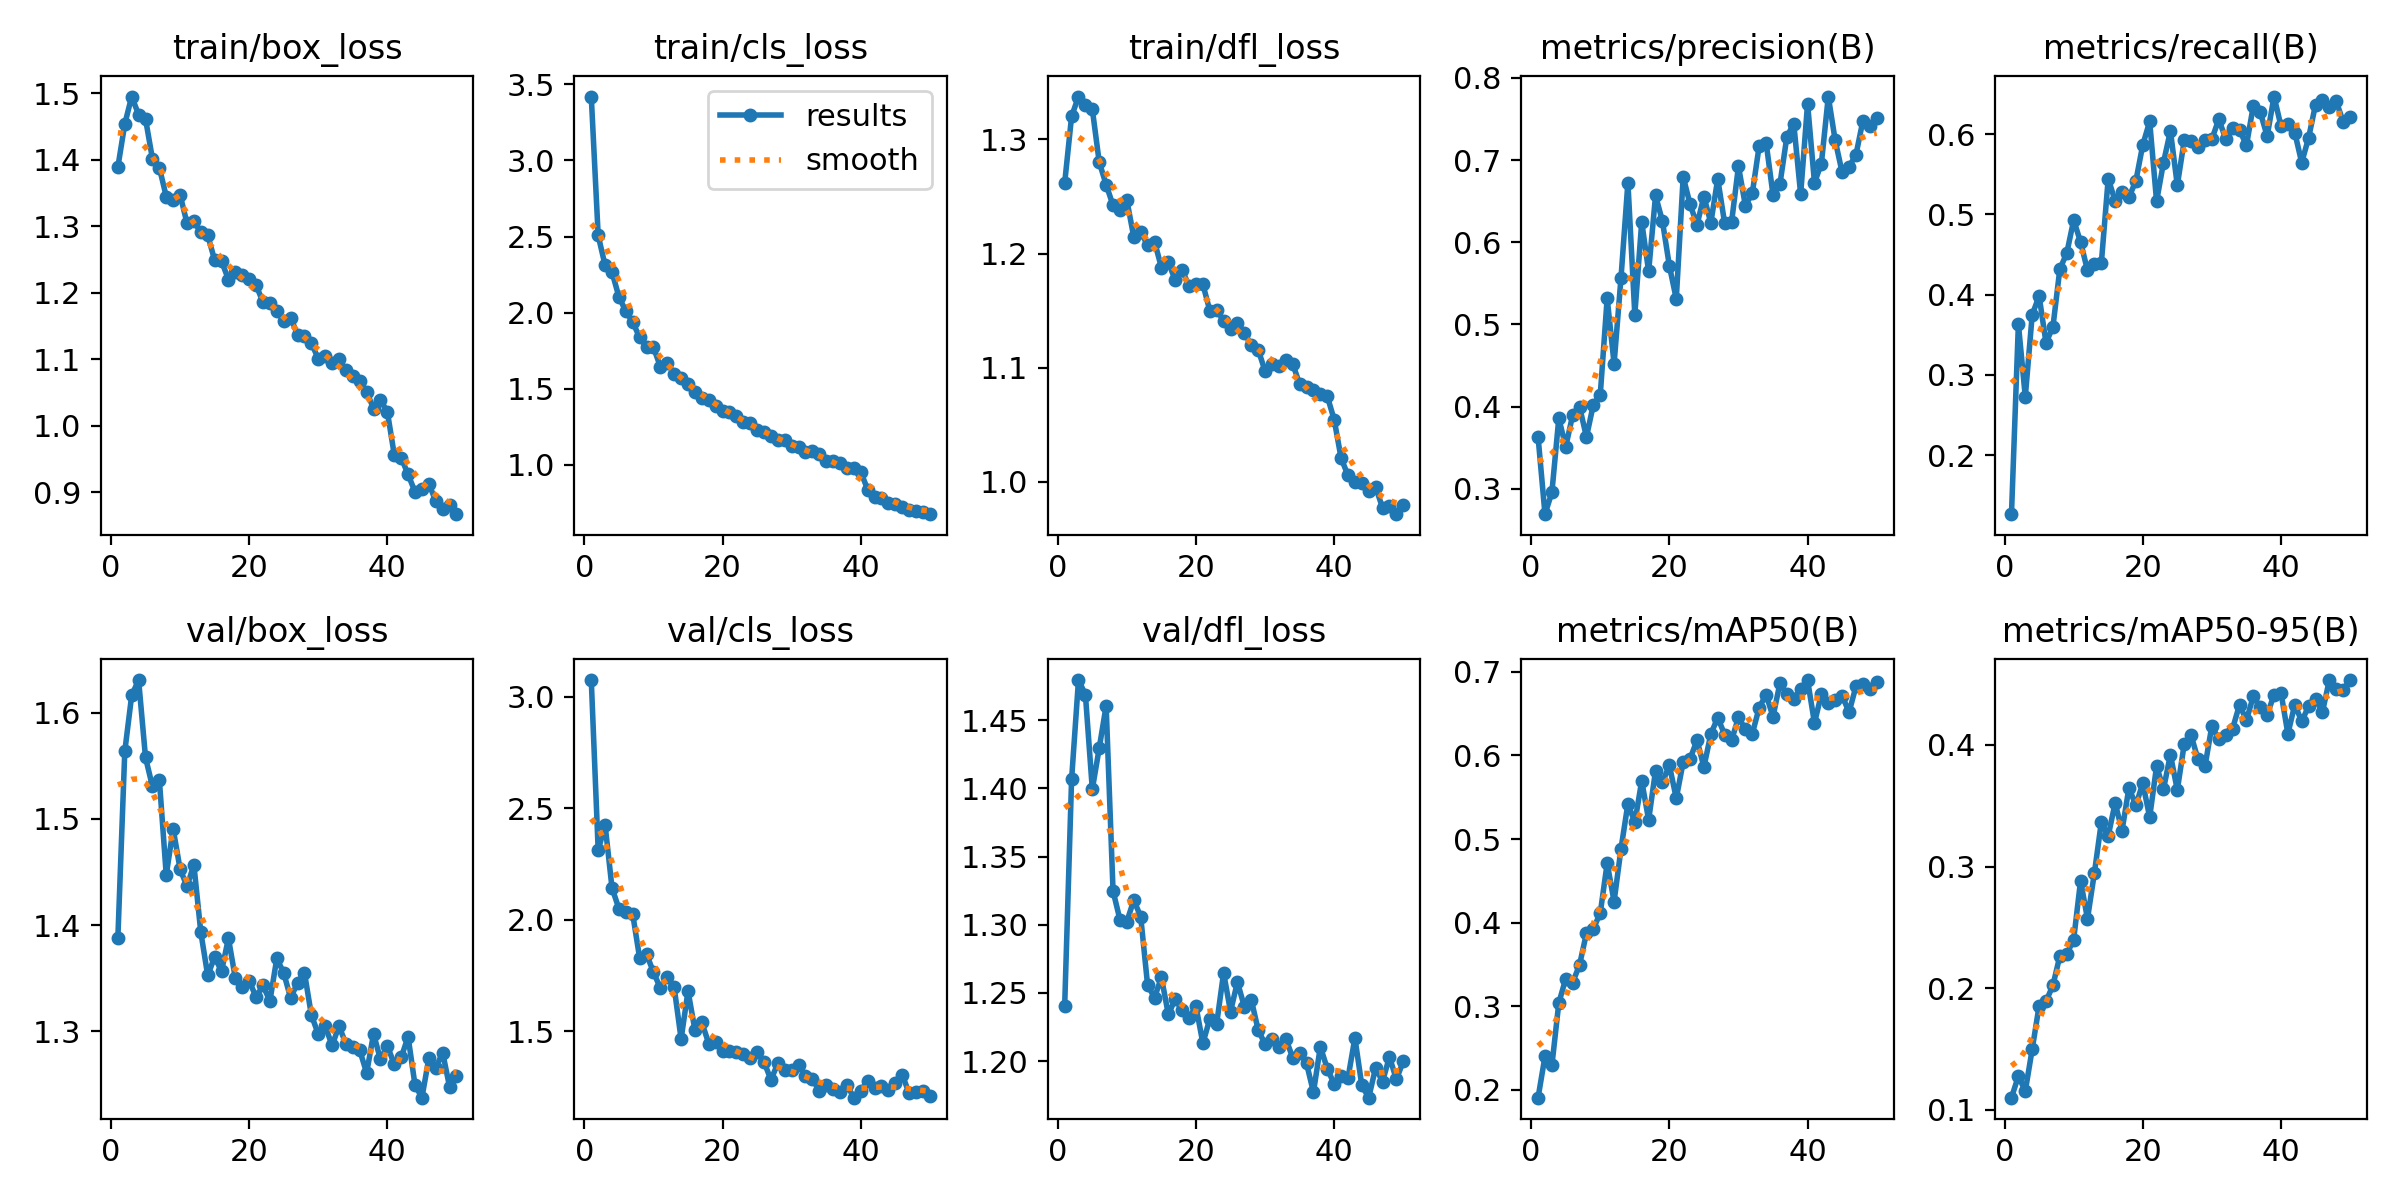 train/box_loss
1.5
1.4
1.3
1.2
1.1
1.0
0.9
0 20 40
train/cls_loss
3.5
3.0
2.5
2.0
1.5
1.0
results
smooth
0 20 40
train/dfl_loss
1.3
1.2
1.1
1.0
0 20 40
metrics/precision(B)
0.8
0.7
0.6
0.5
0.4
0.3
0 20 40
metrics/recall(B)
0.6
0.5
0.4
0.3
0.2
0 20 40
val/box_loss
1.6
1.5
1.4
1.3
0 20 40
val/cls_loss
3.0
2.5
2.0
1.5
0 20 40
val/dfl_loss
1.45
1.40
1.35
1.30
1.25
1.20
0 20 40
metrics/mAP50(B)
0.7
0.6
0.5
0.4
0.3
0.2
0 20 40
metrics/mAP50-95(B)
0.4
0.3
0.2
0.1
0 20 40